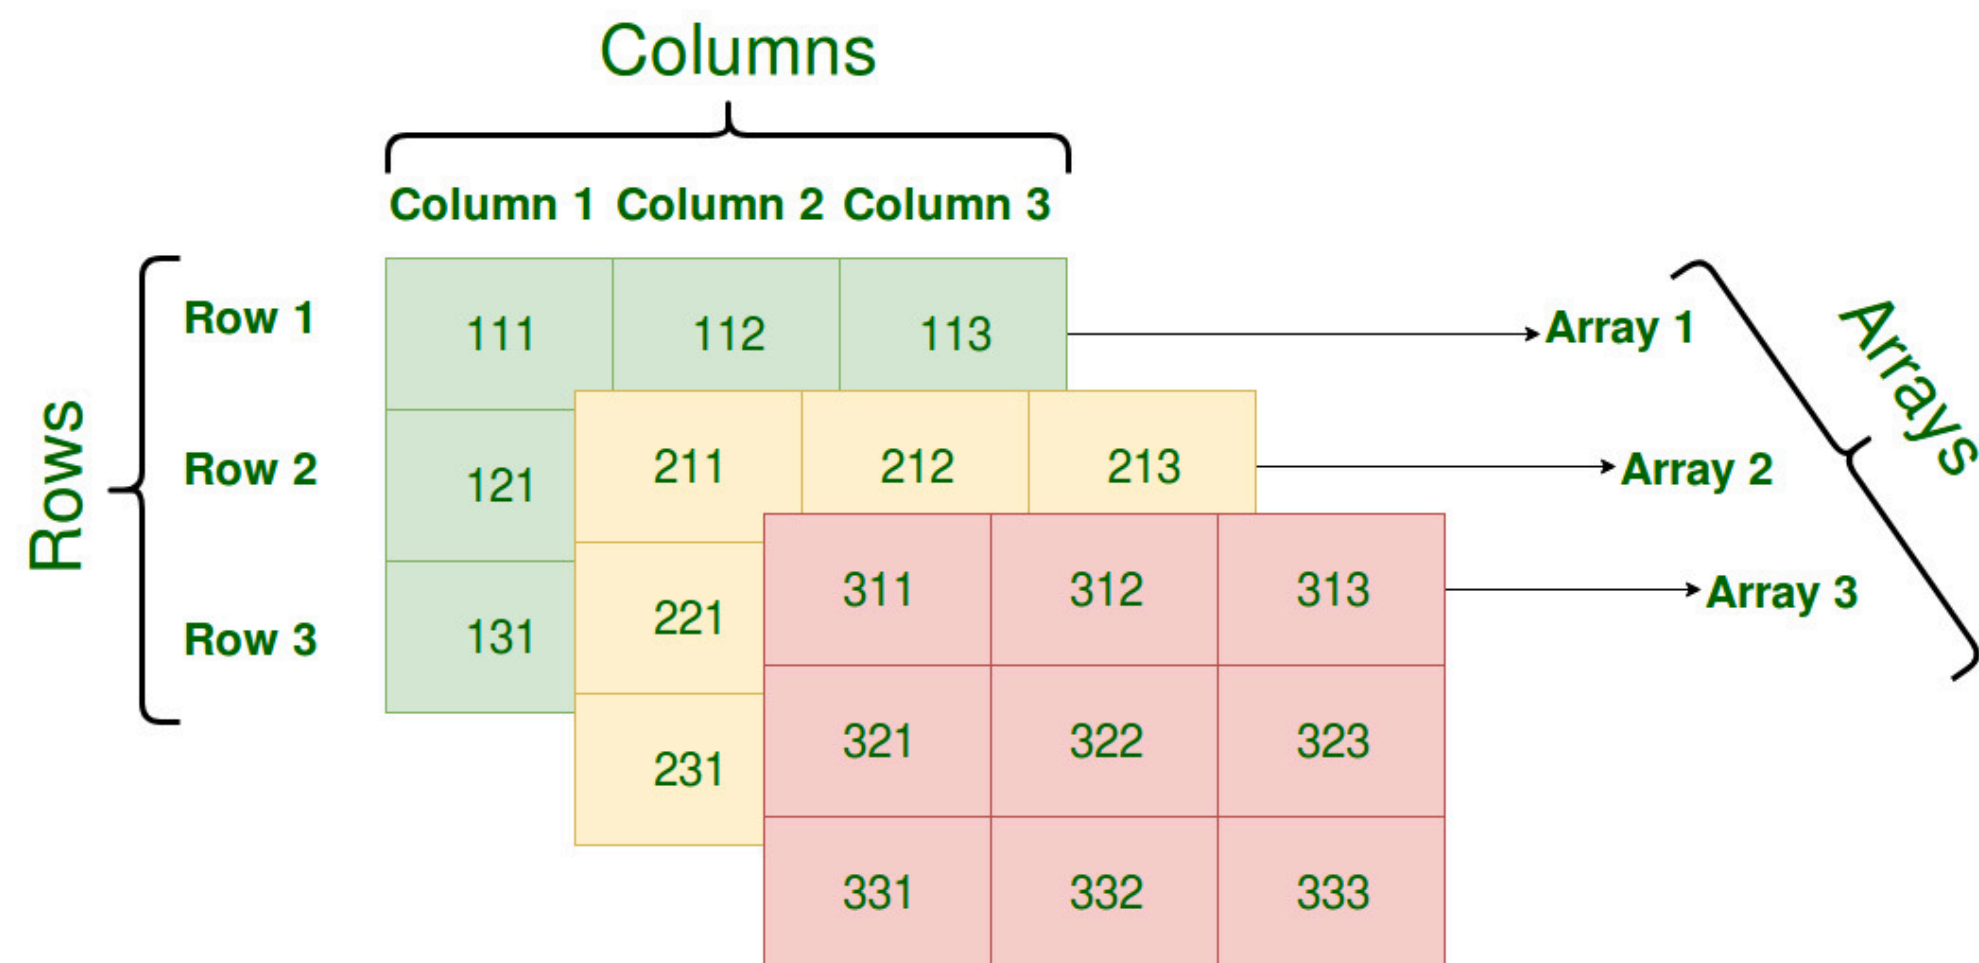 Columns
Column 1 Column 2 Column 3
Rows
Row 1
111 112 113
Array 1
Arrays
Row 2
121
211 212 213
Array 2
Row 3
131
221
311 312 313
Array 3
231
321 322 323
331 332 333